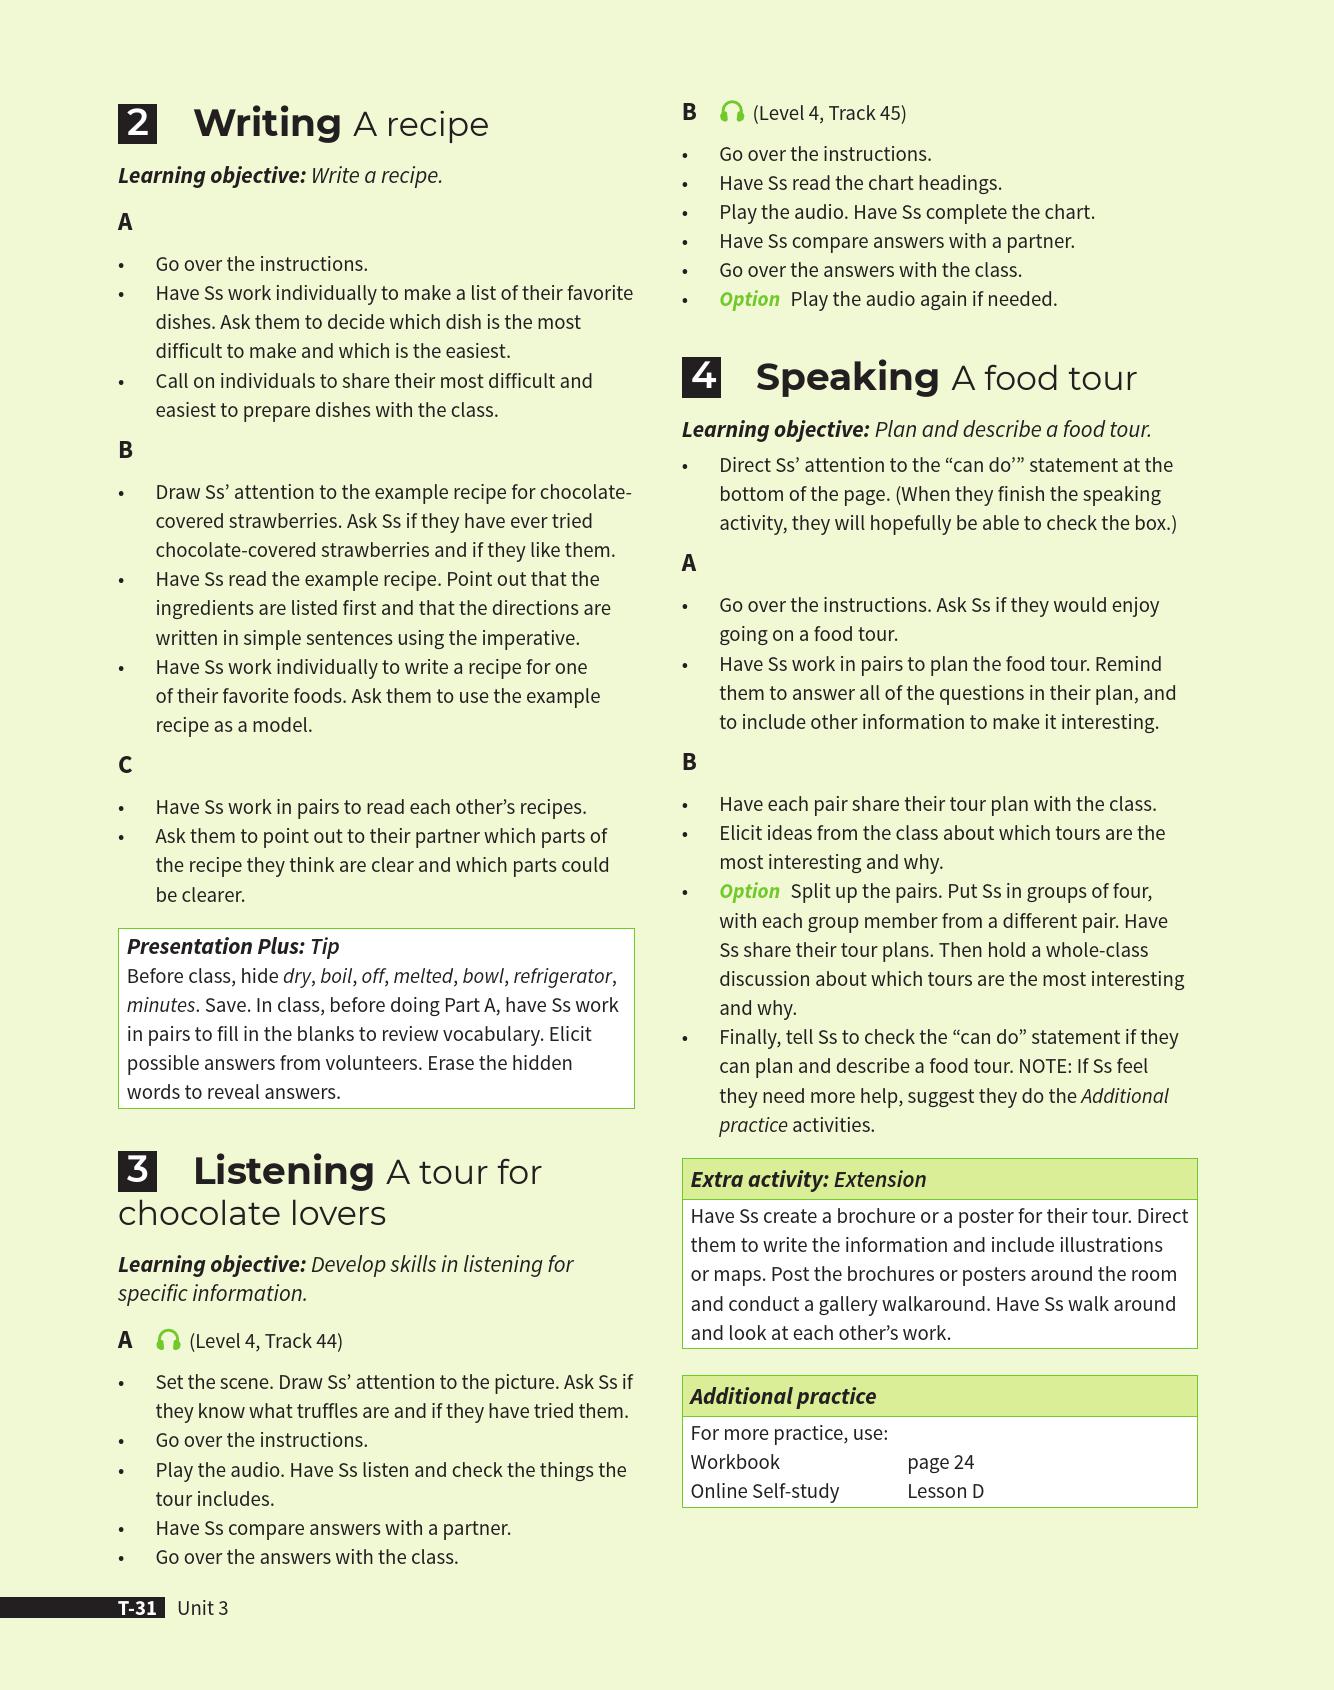 2 Writing A recipe
Learning objective: Write a recipe.
A
• Go over the instructions.
• Have Ss work individually to make a list of their favorite
dishes. Ask them to decide which dish is the most
difficult to make and which is the easiest.
• Call on individuals to share their most difficult and
easiest to prepare dishes with the class.
B
• Draw Ss’ attention to the example recipe for chocolate-
covered strawberries. Ask Ss if they have ever tried
chocolate-covered strawberries and if they like them.
• Have Ss read the example recipe. Point out that the
ingredients are listed first and that the directions are
written in simple sentences using the imperative.
• Have Ss work individually to write a recipe for one
of their favorite foods. Ask them to use the example
recipe as a model.
C
• Have Ss work in pairs to read each other’s recipes.
• Ask them to point out to their partner which parts of
the recipe they think are clear and which parts could
be clearer.
Presentation Plus: Tip
Before class, hide dry, boil, off, melted, bowl, refrigerator,
minutes. Save. In class, before doing Part A, have Ss work
in pairs to fill in the blanks to review vocabulary. Elicit
possible answers from volunteers. Erase the hidden
words to reveal answers.
3 Listening A tour for
chocolate lovers
Learning objective: Develop skills in listening for
specific information.
A (Level 4, Track 44)
• Set the scene. Draw Ss’ attention to the picture. Ask Ss if
they know what truffles are and if they have tried them.
• Go over the instructions.
• Play the audio. Have Ss listen and check the things the
tour includes.
• Have Ss compare answers with a partner.
• Go over the answers with the class.
B (Level 4, Track 45)
• Go over the instructions.
• Have Ss read the chart headings.
• Play the audio. Have Ss complete the chart.
• Have Ss compare answers with a partner.
• Go over the answers with the class.
• Option Play the audio again if needed.
4 Speaking A food tour
Learning objective: Plan and describe a food tour.
• Direct Ss’ attention to the “can do’” statement at the
bottom of the page. (When they finish the speaking
activity, they will hopefully be able to check the box.)
A
• Go over the instructions. Ask Ss if they would enjoy
going on a food tour.
• Have Ss work in pairs to plan the food tour. Remind
them to answer all of the questions in their plan, and
to include other information to make it interesting.
B
• Have each pair share their tour plan with the class.
• Elicit ideas from the class about which tours are the
most interesting and why.
• Option Split up the pairs. Put Ss in groups of four,
with each group member from a different pair. Have
Ss share their tour plans. Then hold a whole-class
discussion about which tours are the most interesting
and why.
• Finally, tell Ss to check the “can do” statement if they
can plan and describe a food tour. NOTE: If Ss feel
they need more help, suggest they do the Additional
practice activities.
Extra activity: Extension
Have Ss create a brochure or a poster for their tour. Direct
them to write the information and include illustrations
or maps. Post the brochures or posters around the room
and conduct a gallery walkaround. Have Ss walk around
and look at each other’s work.
Additional practice
For more practice, use:
Workbook page 24
Online Self-study Lesson D
T-31 Unit 3